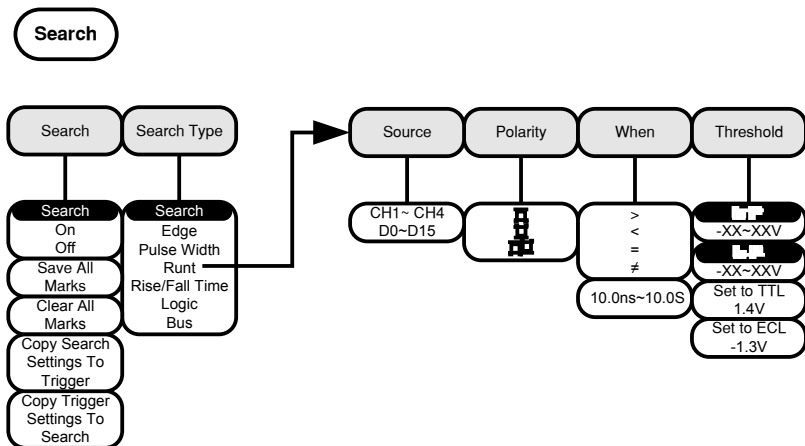 Search
Search
Search Type
Source
Polarity
When
Threshold
Search
On
Off
Save All
Marks
Clear All
Marks
Copy Search
Settings To
Trigger
Copy Trigger
Settings To
Search
Search
Edge
Pulse Width
Runt
Rise/Fall Time
Logic
Bus
CH1~ CH4
D0~D15
>
<
=
≠
10.0ns~10.0S
-XX~XXV
-XX~XXV
Set to TTL
1.4V
Set to ECL
-1.3V